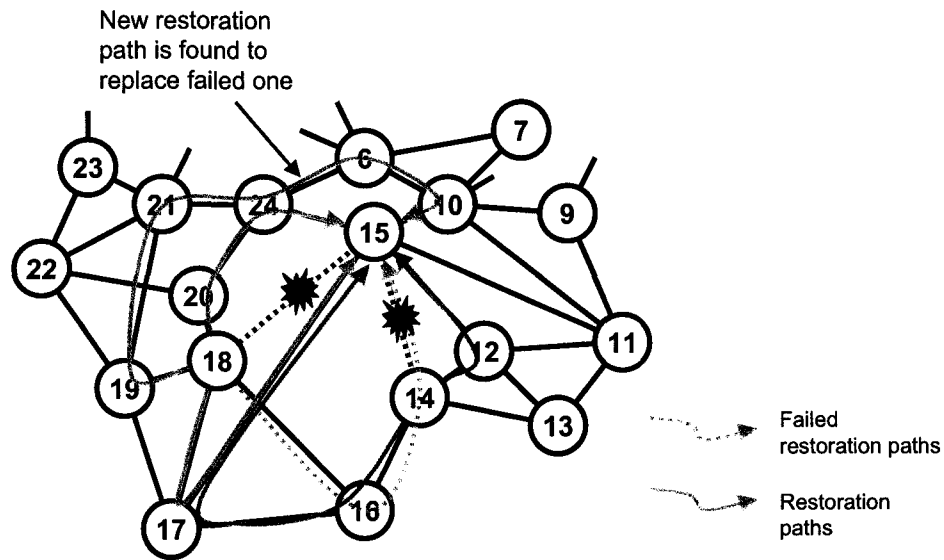 New restoration
path is found to
replace failed one
7
6
23
21
24
10
9
15
22
20
18
12
11
19
14
13
Failed
restoration paths
16
17
Restoration
paths